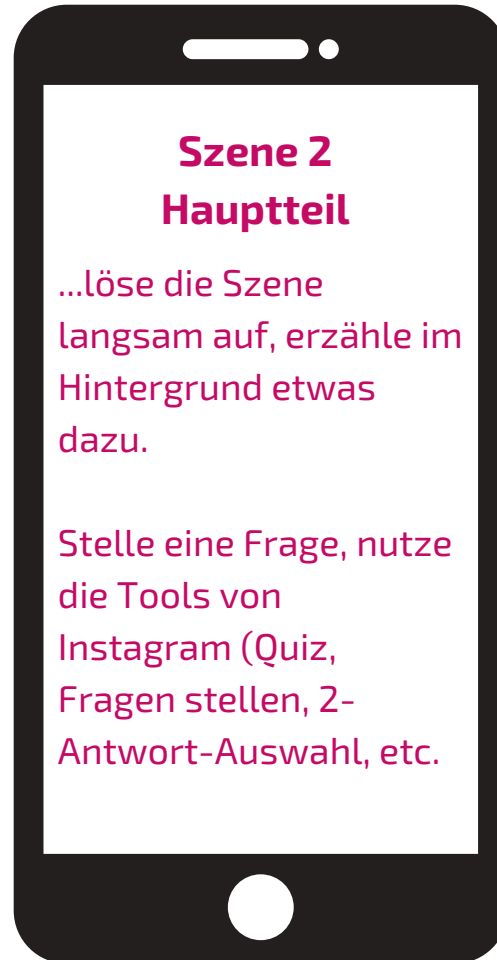 Szene 2
Hauptteil
...löse die Szene
langsam auf, erzähle im
Hintergrund etwas
dazu.
Stelle eine Frage, nutze
die Tools von
Instagram (Quiz,
Fragen stellen, 2-
Antwort-Auswahl, etc.